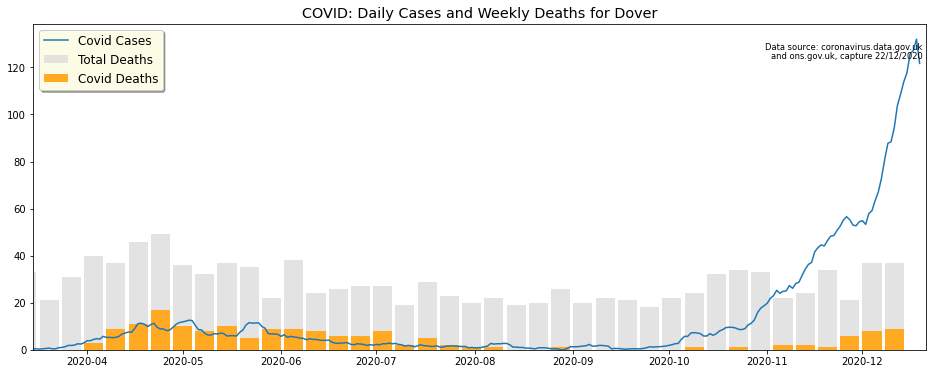 COVID: Daily Cases and Weekly Deaths for Dover
Covid Cases
Total Deaths
Covid Deaths
Data source: coronavirus.data.gov.uk
and ons.gov.uk, capture 22/12/2020
120
100
80
60
40
20
0
2020-04 2020-05 2020-06 2020-07 2020-08 2020-09 2020-10 2020-11 2020-12